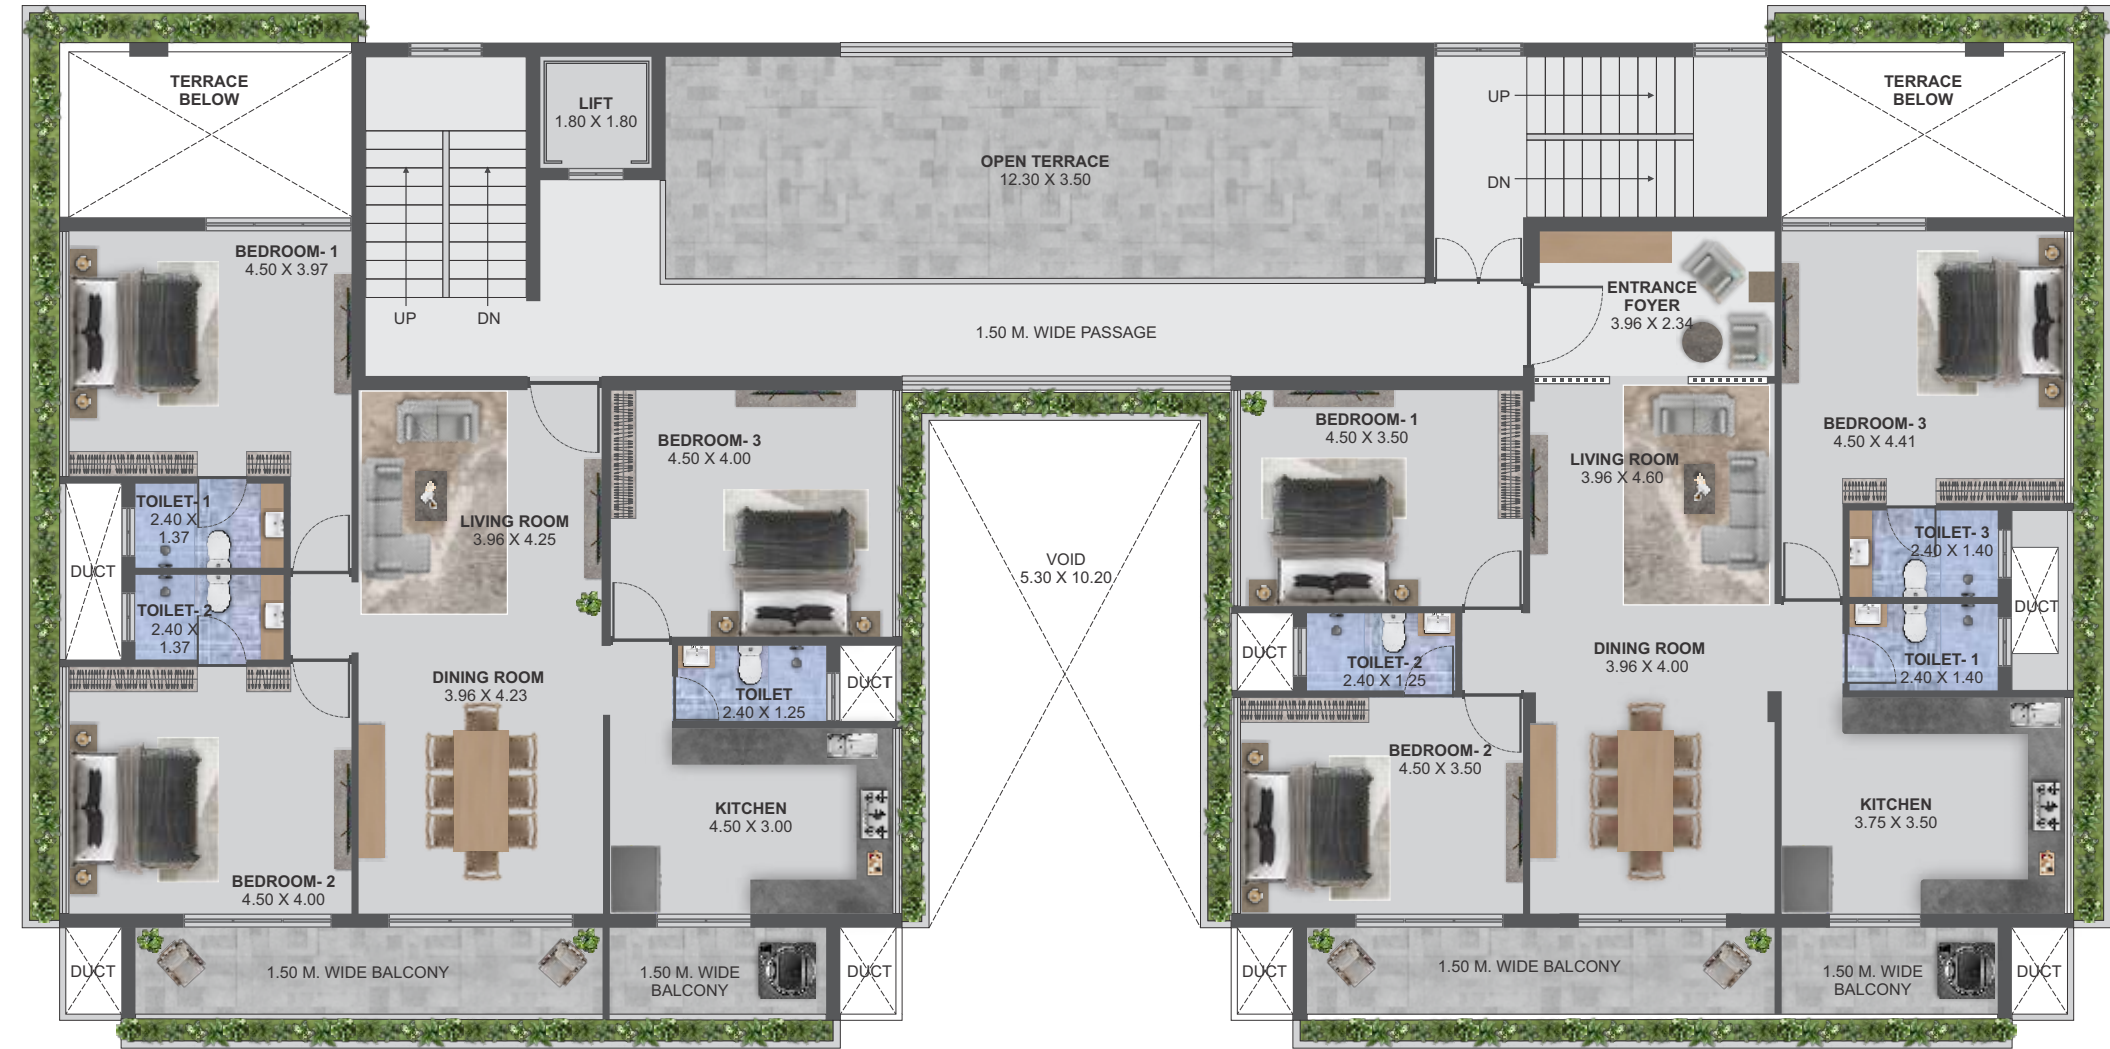 TERRACE
BELOW
LIFT
1.80 X 1.80
OPEN TERRACE
12.30 X 3.50
UP
DN
TERRACE
BELOW
BEDROOM- 1
4.50 X 3.97
UP
DN
1.50 M. WIDE PASSAGE
ENTRANCE
FOYER
3.96 X 2.34
BEDROOM- 3
4.50 X 4.00
BEDROOM- 1
4.50 X 3.50
LIVING ROOM
3.96 X 4.60
BEDROOM- 3
4.50 X 4.41
TOILET- 1
2.40 X
1.37
LIVING ROOM
3.96 X 4.25
DUCT
VOID
5.30 X 10.20
TOILET- 3
2.40 X 1.40
DUCT
TOILET- 2
2.40 X
1.37
DINING ROOM
3.96 X 4.23
TOILET
2.40 X 1.25
DUCT
DUCT
TOILET- 2
2.40 X 1.25
DINING ROOM
3.96 X 4.00
TOILET- 1
2.40 X 1.40
BEDROOM- 2
4.50 X 4.00
KITCHEN
4.50 X 3.00
BEDROOM- 2
4.50 X 3.50
KITCHEN
3.75 X 3.50
DUCT
1.50 M. WIDE BALCONY
1.50 M. WIDE
BALCONY
DUCT
DUCT
1.50 M. WIDE BALCONY
1.50 M. WIDE
BALCONY
DUCT